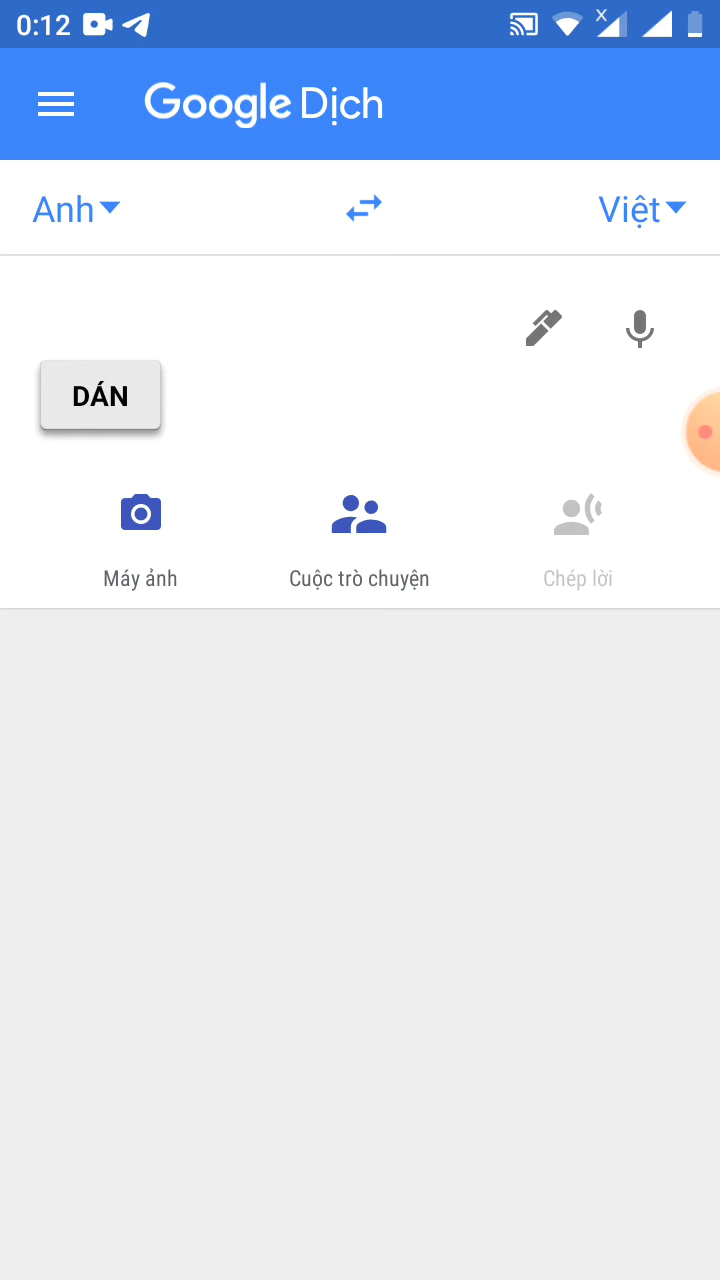 0:12
Google Dịch
Anh Việt
DÁN
Máy ảnh Cuộc trò chuyện Chép lời